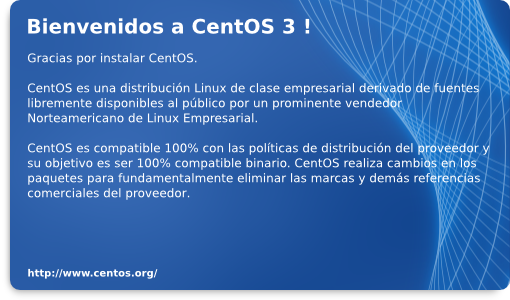 Bienvenidos a CentOS 3 !
Gracias por instalar CentOS.
CentOS es una distribución Linux de clase empresarial derivado de fuentes
libremente disponibles al público por un prominente vendedor
Norteamericano de Linux Empresarial.
CentOS es compatible 100% con las políticas de distribución del proveedor y
su objetivo es ser 100% compatible binario. CentOS realiza cambios en los
paquetes para fundamentalmente eliminar las marcas y demás referencias
comerciales del proveedor.
http://www.centos.org/